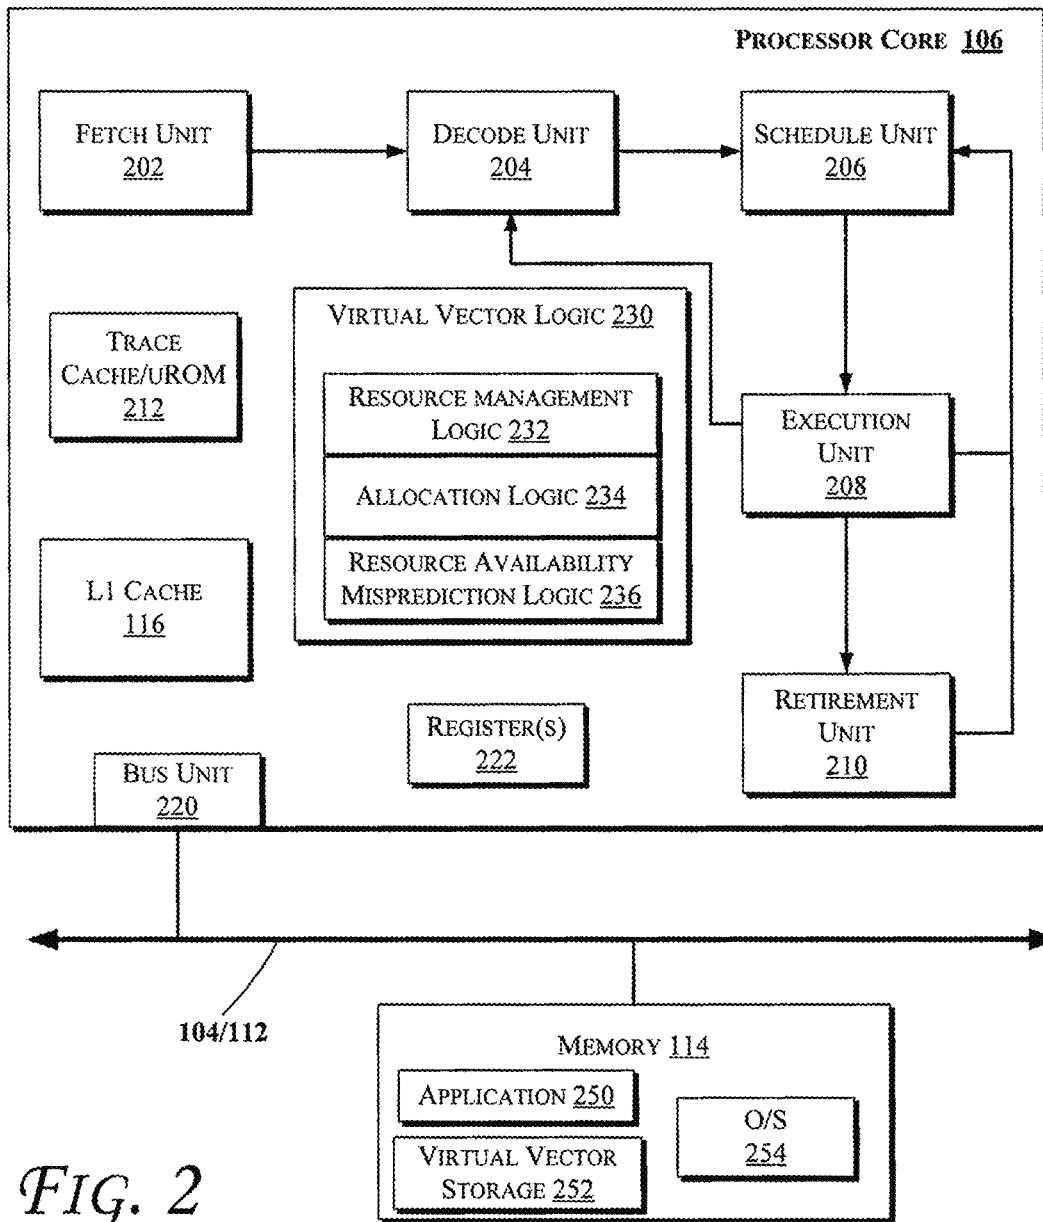 PROCESSOR CORE 106
FETCH UNIT
202
DECODE UNIT
204
SCHEDULE UNIT
206
VIRTUAL VECTOR LOGIC 230
TRACE
CACHE/UROM
212
RESOURCE MANAGEMENT
LOGIC 232
ALLOCATION LOGIC 234
RESOURCE AVAILABILITY
MISPREDICTION LOGIC 236
EXECUTION
UNIT
208
L1 CACHE
116
REGISTER(S)
222
RETIREMENT
UNIT
210
BUS UNIT
220
104/112
MEMORY 114
APPLICATION 250
VIRTUAL VECTOR
STORAGE 252
O/S
254
FIG. 2